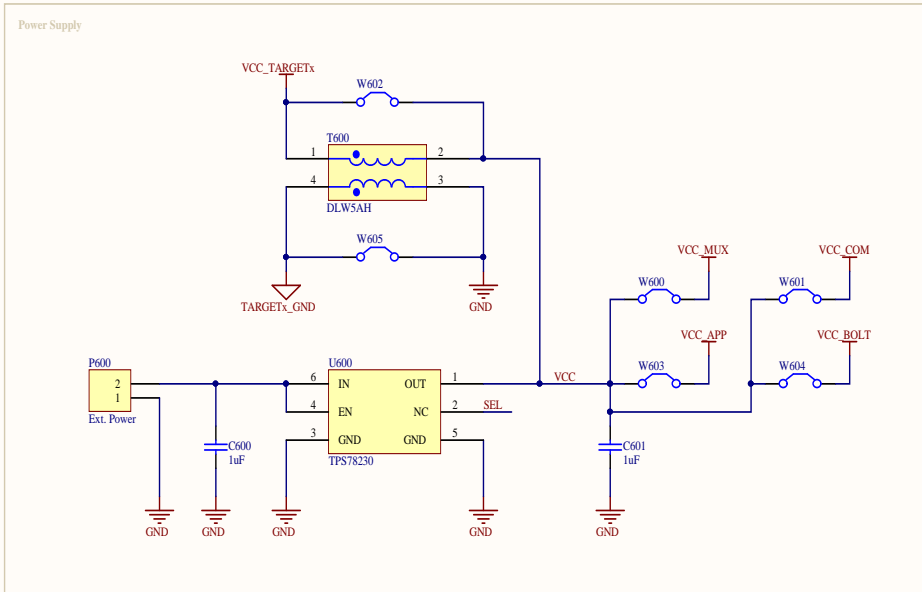 Power Supply
VCC_TARGETx
W602
T600
1
2
4
3
DLW5AH
W605
TARGETx_GND
GND
VCC_MUX
VCC_COM
W600
W601
VCC_APP
VCC_BOLT
W603
W604
P600
2
1
Ext. Power
U600
6 IN OUT 1
4 EN NC 2
3 GND GND 5
TPS78230
VCC
SEL
C600
1uF
C601
1uF
GND
GND
GND
GND
GND